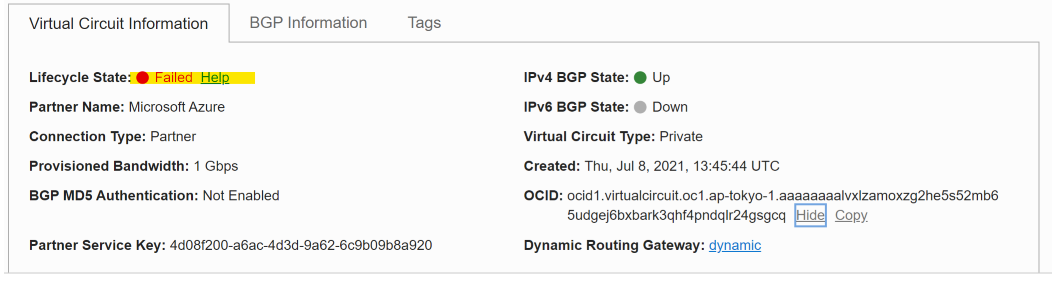 Virtual Circuit Information BGP Information Tags
Lifecycle State: Failed Help
IPv4 BGP State: Up
Partner Name: Microsoft Azure
IPv6 BGP State: Down
Connection Type: Partner
Virtual Circuit Type: Private
Provisioned Bandwidth: 1 Gbps
Created: Thu, Jul 8, 2021, 13:45:44 UTC
BGP MD5 Authentication: Not Enabled
OCID: ocid1.virtualcircuit.oc1.ap-tokyo-1.aaaaaaaalvxlzamoxzg2he5s52mb6
5udgej6bxbark3qhf4pndqlr24gsgcq Hide Copy
Partner Service Key: 4d08f200-a6ac-4d3d-9a62-6c9b09b8a920
Dynamic Routing Gateway: dynamic